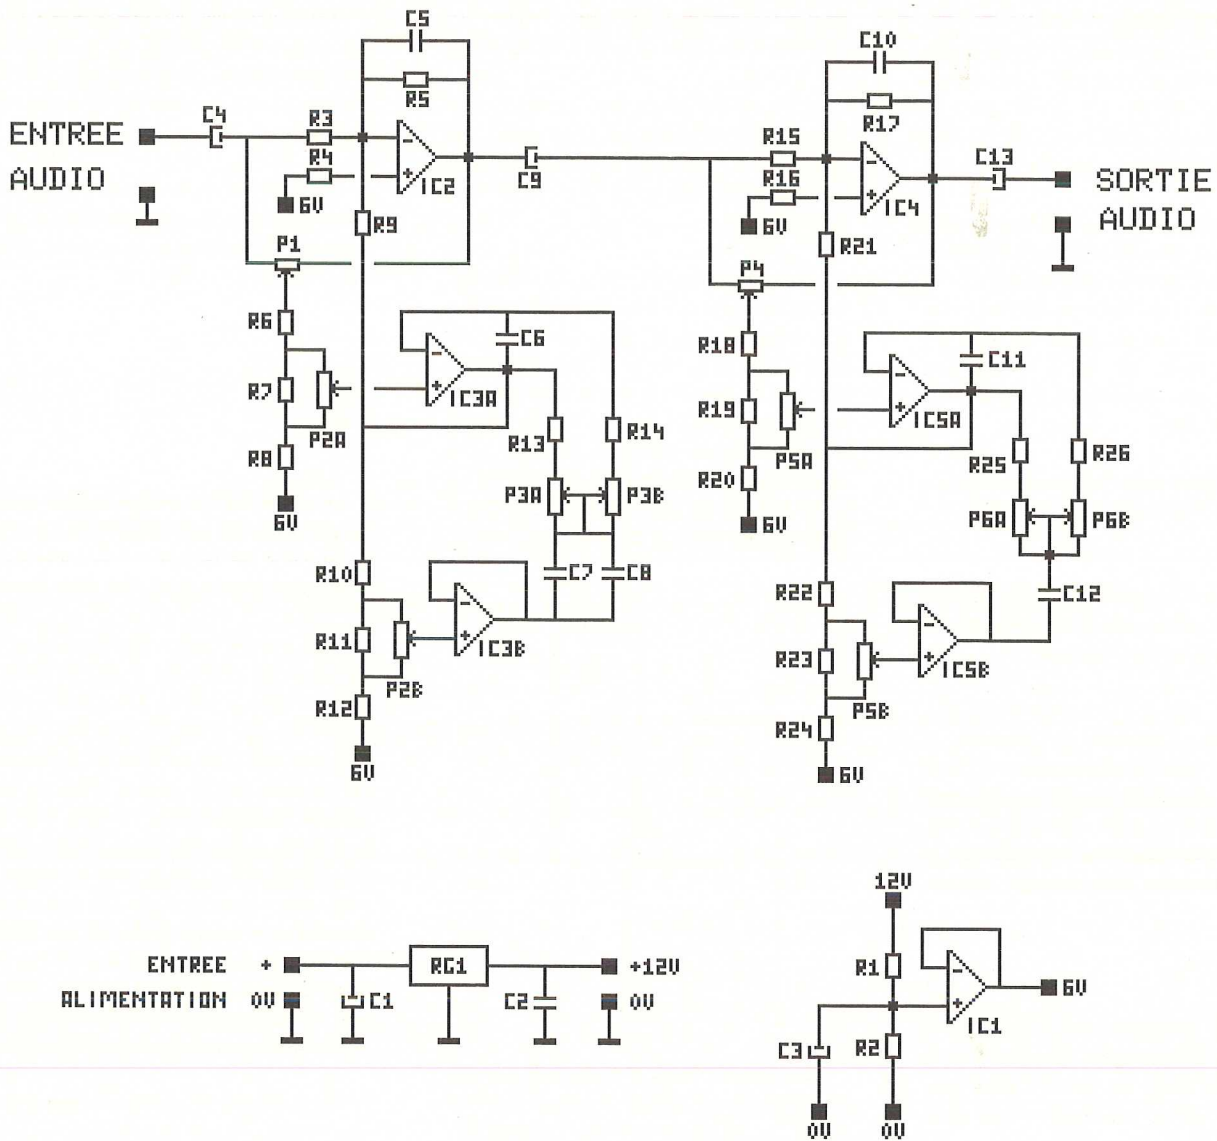 C5
C10
C4
R5
R17
ENTREE
R3
R15
C13
AUDIO
R4
IC2
C9
R16
IC4
SORTIE
AUDIO
6V
R9
6V
R21
P1
P4
R6
C6
R18
C11
R7
P2A
IC3A
R19
P5A
IC5A
R8
R13
R14
R20
R25
R26
6V
P3A
P3B
6V
P6A
P6B
R10
C7
C8
R22
C12
R11
P2B
IC3B
R23
P5B
IC5B
R12
R24
6V
6V
12V
ENTREE +
RG1
+12V
R1
6V
ALIMENTATION 0V
C1
C2
0V
IC1
C3
R2
0V
0V